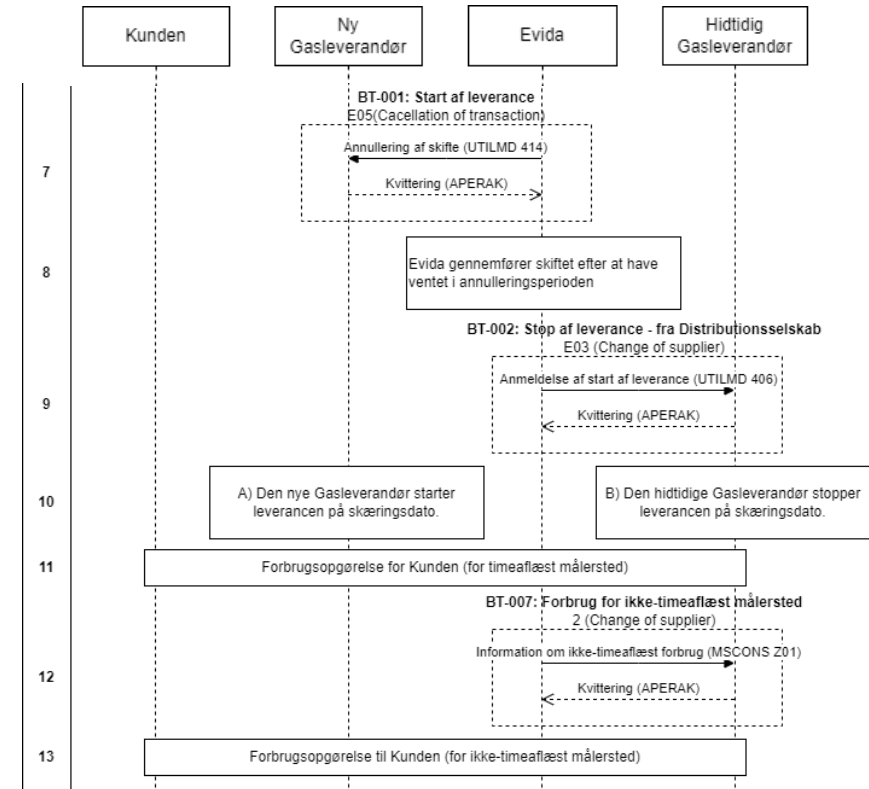 Kunden
Ny
Gasleverandør
Evida
Hidtidig
Gasleverandør
BT-001: Start af leverance
E05(Cacellation of transaction)
7
Annullering af skifte (UTILMD 414)
Kvittering (APERAK)
8
Evida gennemfører skiftet efter at have
ventet i annulleringsperioden
BT-002: Stop af leverance - fra Distributionsselskab
E03 (Change of supplier)
9
Anmeldelse af start af leverance (UTILMD 406)
Kvittering (APERAK)
10
A) Den nye Gasleverandør starter
leverancen på skæringsdato.
B) Den hidtidige Gasleverandør stopper
leverancen på skæringsdato.
11
Forbrugsopgørelse for Kunden (for timeaflæst målersted)
BT-007: Forbrug for ikke-timeaflæst målersted
2 (Change of supplier)
12
Information om ikke-timeaflæst forbrug (MSCONS Z01)
Kvittering (APERAK)
13
Forbrugsopgørelse til Kunden (for ikke-timeaflæst målersted)